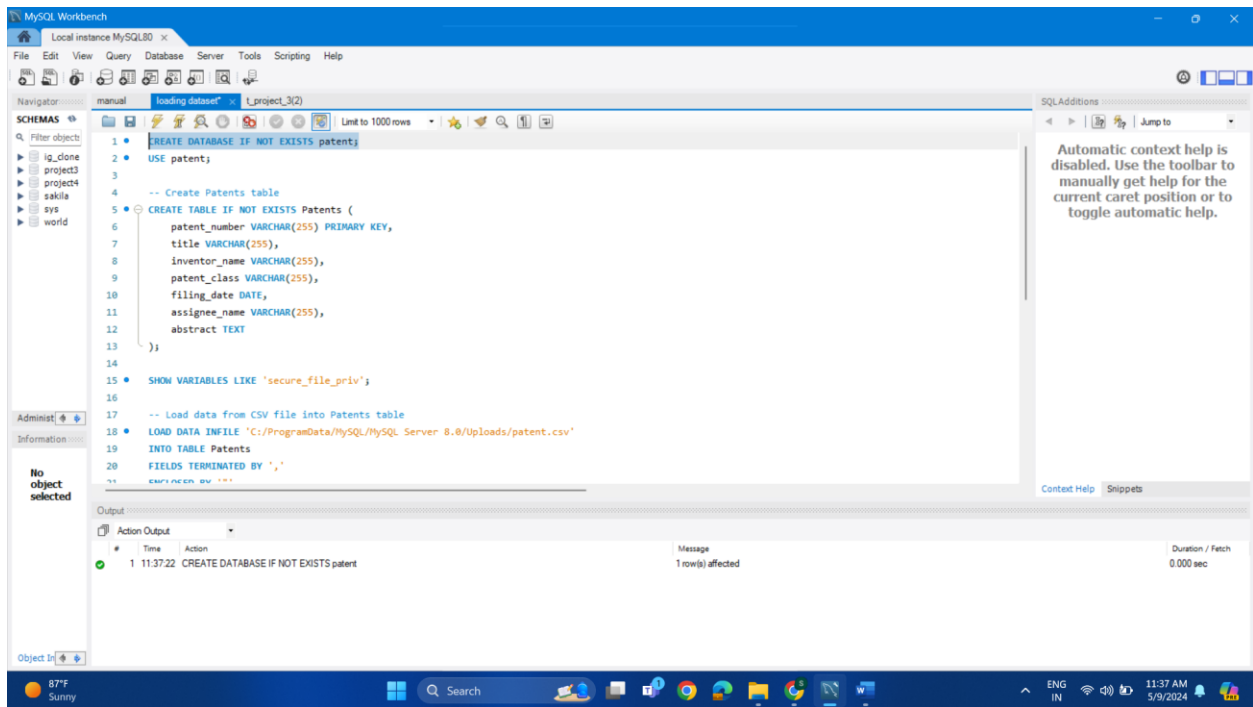 MySQL Workbench
Local instance MySQL80 ×
File Edit View Query Database Server Tools Scripting Help
Navigator
manual loading dataset* × t_project_3(2)
SQLAdditions
SCHEMAS
Limit to 1000 rows
Jump to
Filter objects
ig_clone
project3
project4
sakila
sys
world
1 CREATE DATABASE IF NOT EXISTS patent;
2 USE patent;
3
4 -- Create Patents table
5 CREATE TABLE IF NOT EXISTS Patents (
6 patent_number VARCHAR(255) PRIMARY KEY,
7 title VARCHAR(255),
8 inventor_name VARCHAR(255),
9 patent_class VARCHAR(255),
10 filing_date DATE,
11 assignee_name VARCHAR(255),
12 abstract TEXT
13 );
14
15 SHOW VARIABLES LIKE 'secure_file_priv';
16
17 -- Load data from CSV file into Patents table
18 LOAD DATA INFILE 'C:/ProgramData/MySQL/MySQL Server 8.0/Uploads/patent.csv'
19 INTO TABLE Patents
20 FIELDS TERMINATED BY ','
21 ENCLOSED BY '"'
Automatic context help is
disabled. Use the toolbar to
manually get help for the
current caret position or to
toggle automatic help.
Administ
Information
No
object
selected
Context Help Snippets
Output
Action Output
# Time Action Message Duration / Fetch
1 11:37:22 CREATE DATABASE IF NOT EXISTS patent 1 row(s) affected 0.000 sec
Object In
87°F
Sunny
Search
ENG
IN
11:37 AM
5/9/2024